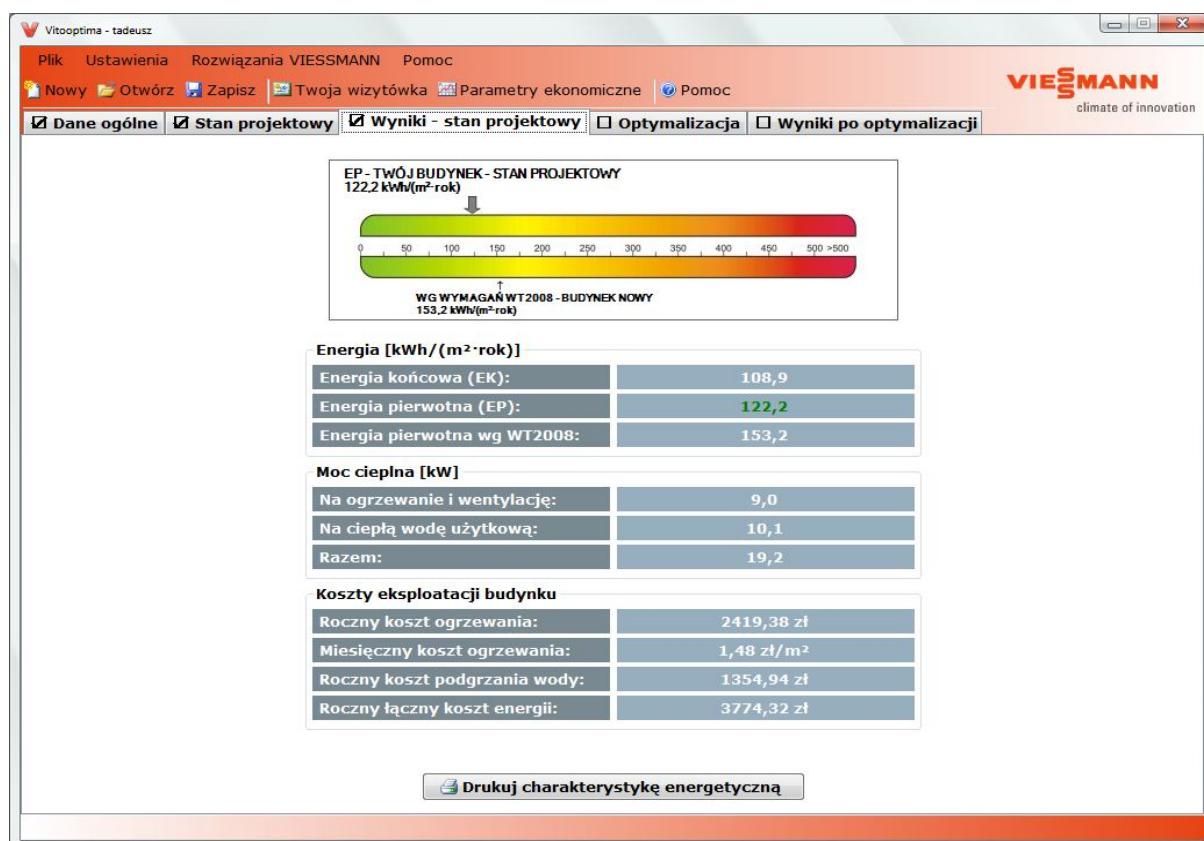 Vitooptima - tadeusz
Plik Ustawienia Rozwiązania VIESSMANN Pomoc
Nowy Otwórz Zapisz Twoja wizytówka Parametry ekonomiczne Pomoc
VIESSMANN
climate of innovation
Dane ogólne Stan projektowy Wyniki - stan projektowy Optymalizacja Wyniki po optymalizacji
EP - TWÓJ BUDYNEK - STAN PROJEKTOWY
122,2 kWh/(m²·rok)
0 50 100 150 200 250 300 350 400 450 500 >500
WG WYMAGAŃ WT2008 - BUDYNEK NOWY
153,2 kWh/(m²·rok)
Energia [kWh/(m²·rok)]
Energia końcowa (EK): 108,9
Energia pierwotna (EP): 122,2
Energia pierwotna wg WT2008: 153,2
Moc cieplna [kW]
Na ogrzewanie i wentylację: 9,0
Na ciepłą wodę użytkową: 10,1
Razem: 19,2
Koszty eksploatacji budynku
Roczny koszt ogrzewania: 2419,38 zł
Miesięczny koszt ogrzewania: 1,48 zł/m²
Roczny koszt podgrzania wody: 1354,94 zł
Roczny łączny koszt energii: 3774,32 zł
Drukuj charakterystykę energetyczną